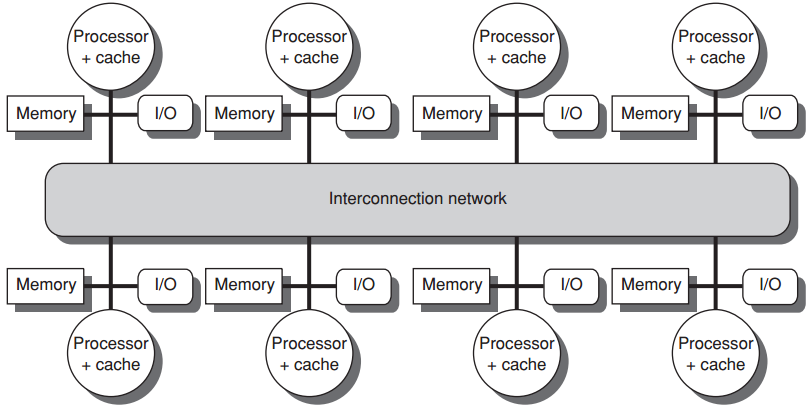 Processor
+ cache
Processor
+ cache
Processor
+ cache
Processor
+ cache
Memory
I/O
Memory
I/O
Memory
I/O
Memory
I/O
Interconnection network
Memory
I/O
Memory
I/O
Memory
I/O
Memory
I/O
Processor
+ cache
Processor
+ cache
Processor
+ cache
Processor
+ cache